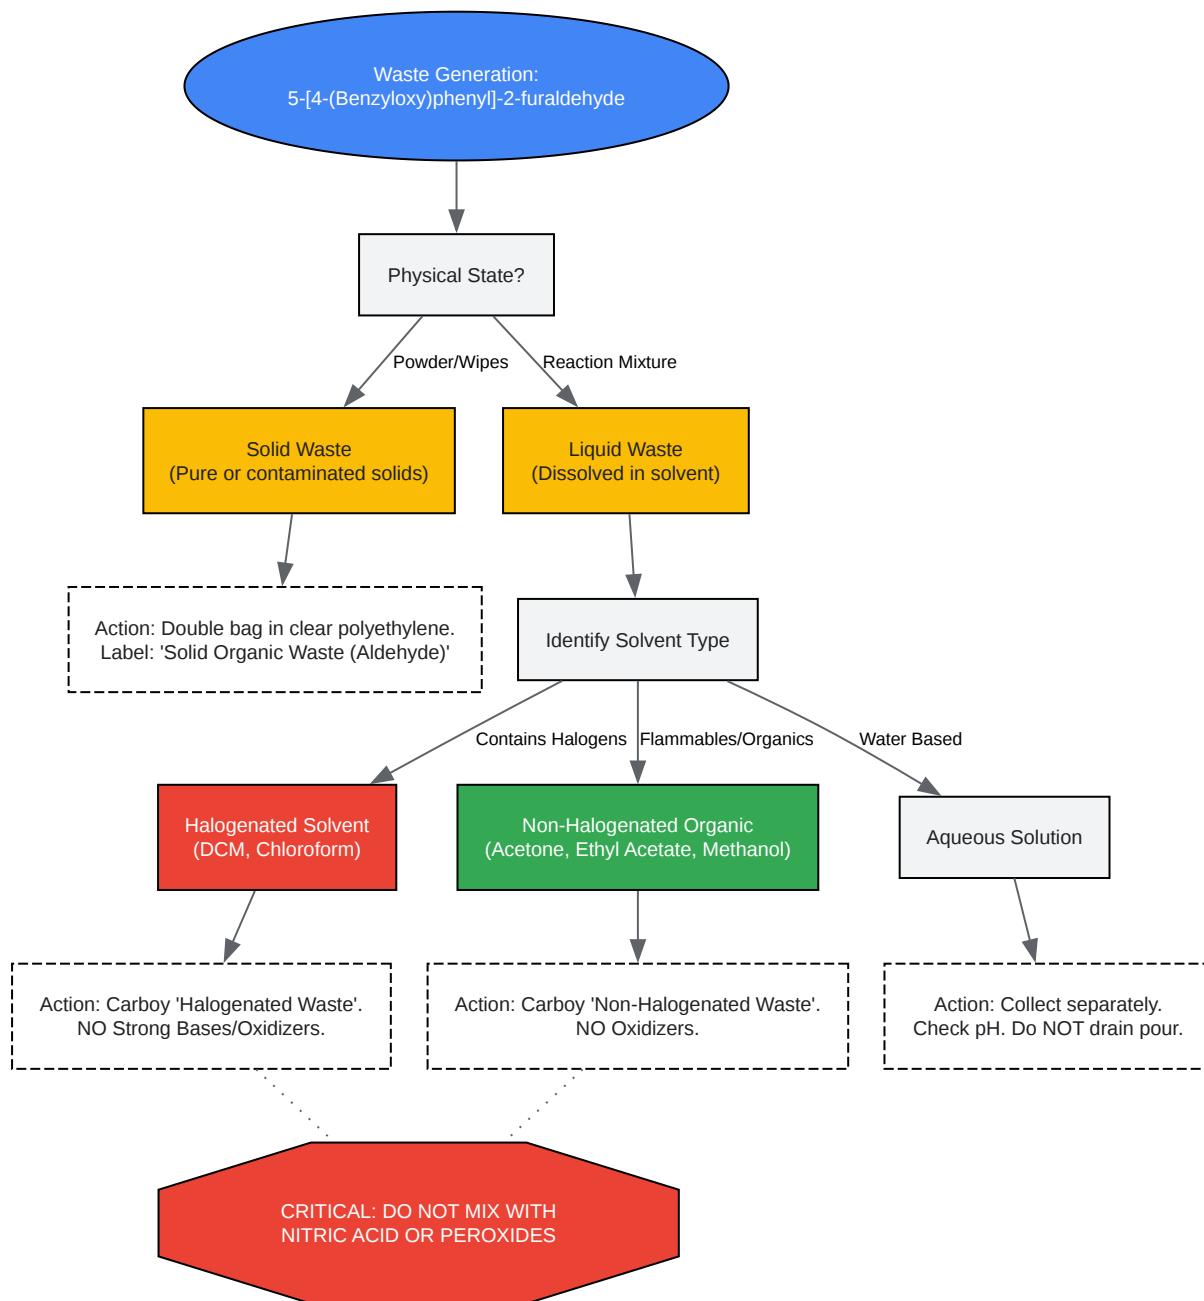 Waste Generation:
5-[4-(Benzyloxy)phenyl]-2-furaldehyde
Physical State?
Powder/Wipes
Reaction Mixture
Solid Waste
(Pure or contaminated solids)
Liquid Waste
(Dissolved in solvent)
Action: Double bag in clear polyethylene.
Label: 'Solid Organic Waste (Aldehyde)'
Identify Solvent Type
Contains Halogens
Flammables/Organics
Water Based
Halogenated Solvent
(DCM, Chloroform)
Non-Halogenated Organic
(Acetone, Ethyl Acetate, Methanol)
Aqueous Solution
Action: Carboy 'Halogenated Waste'.
NO Strong Bases/Oxidizers.
Action: Carboy 'Non-Halogenated Waste'.
NO Oxidizers.
Action: Collect separately.
Check pH. Do NOT drain pour.
CRITICAL: DO NOT MIX WITH
NITRIC ACID OR PEROXIDES